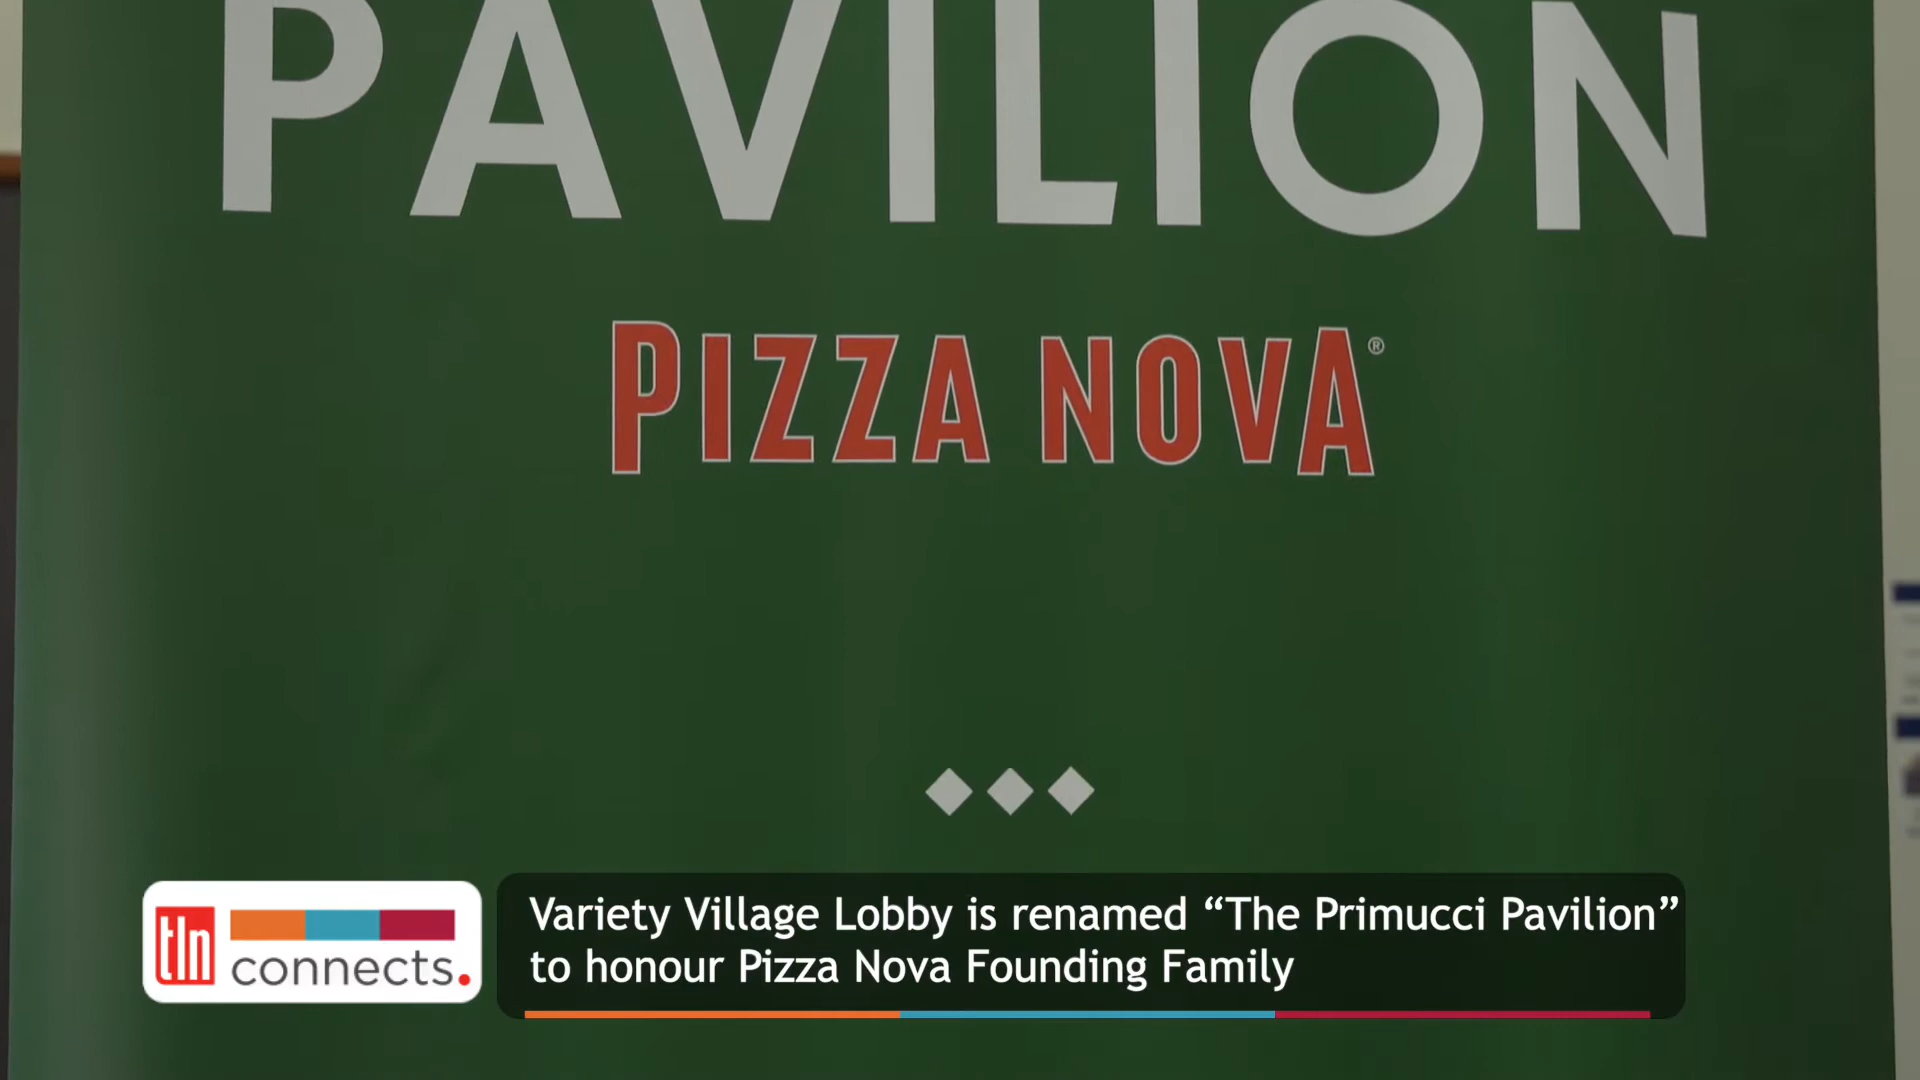 PAVILION
PIZZA NOVA®
tln
connects.
Variety Village Lobby is renamed “The Primucci Pavilion”
to honour Pizza Nova Founding Family